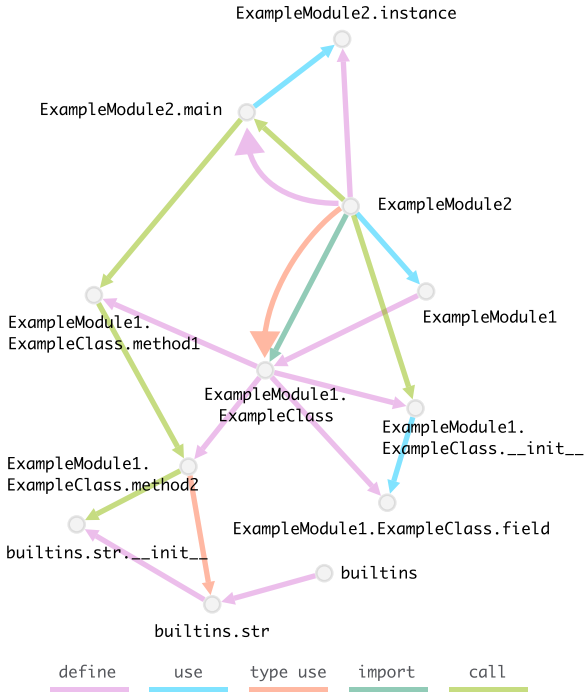 ExampleModule2.instance
ExampleModule2.main
ExampleModule2
ExampleModule1
ExampleModule1.
ExampleClass.method1
ExampleModule1.
ExampleClass
ExampleModule1.
ExampleClass.__init__
ExampleModule1.
ExampleClass.method2
ExampleModule1.ExampleClass.field
builtins.str.__init__
builtins
builtins.str
define use type use import call